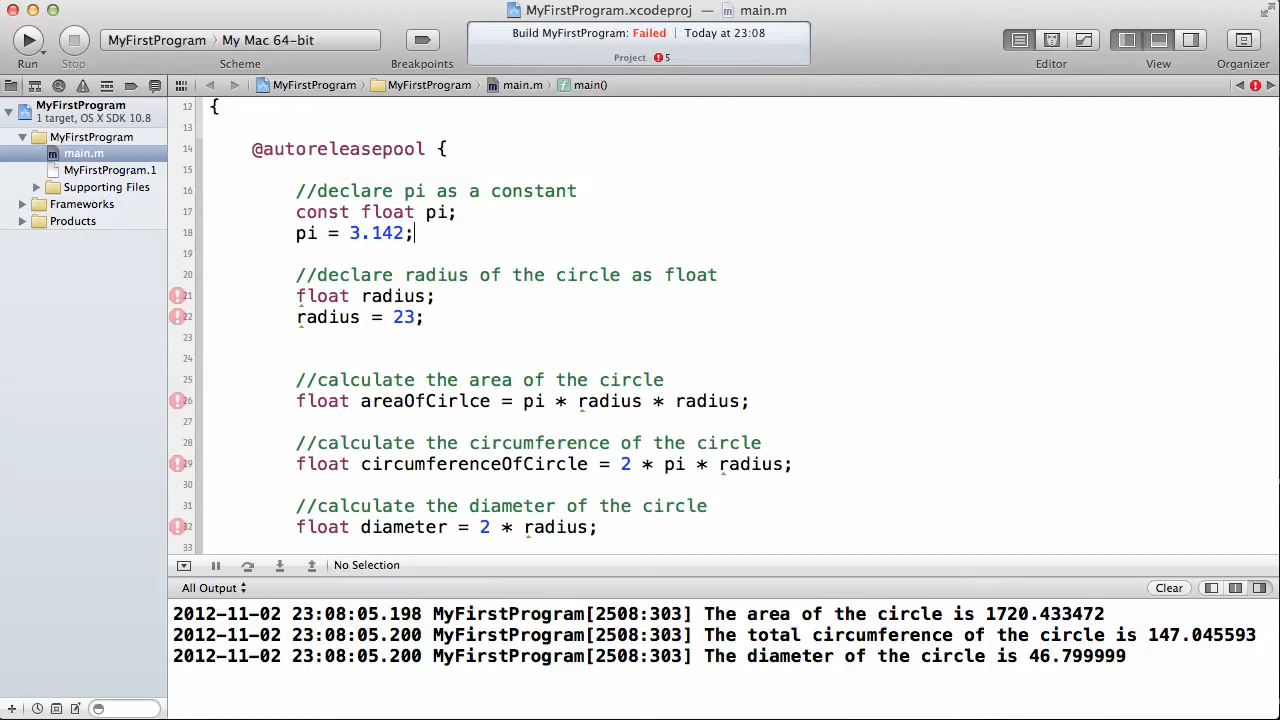 MyFirstProgram.xcodeproj — main.m
MyFirstProgram My Mac 64-bit
Build MyFirstProgram: Failed Today at 23:08
Project 5
Run Stop Scheme Breakpoints Editor View Organizer
MyFirstProgram
1 target, OS X SDK 10.8
MyFirstProgram
main.m
MyFirstProgram.1
Supporting Files
Frameworks
Products
MyFirstProgram MyFirstProgram main.m main()
12 {
13
14 @autoreleasepool {
15
16 //declare pi as a constant
17 const float pi;
18 pi = 3.142;
19
20 //declare radius of the circle as float
21 float radius;
22 radius = 23;
23
24
25 //calculate the area of the circle
26 float areaOfCirlce = pi * radius * radius;
27
28 //calculate the circumference of the circle
29 float circumferenceOfCircle = 2 * pi * radius;
30
31 //calculate the diameter of the circle
32 float diameter = 2 * radius;
33
No Selection
All Output Clear
2012-11-02 23:08:05.198 MyFirstProgram[2508:303] The area of the circle is 1720.433472
2012-11-02 23:08:05.200 MyFirstProgram[2508:303] The total circumference of the circle is 147.045593
2012-11-02 23:08:05.200 MyFirstProgram[2508:303] The diameter of the circle is 46.799999